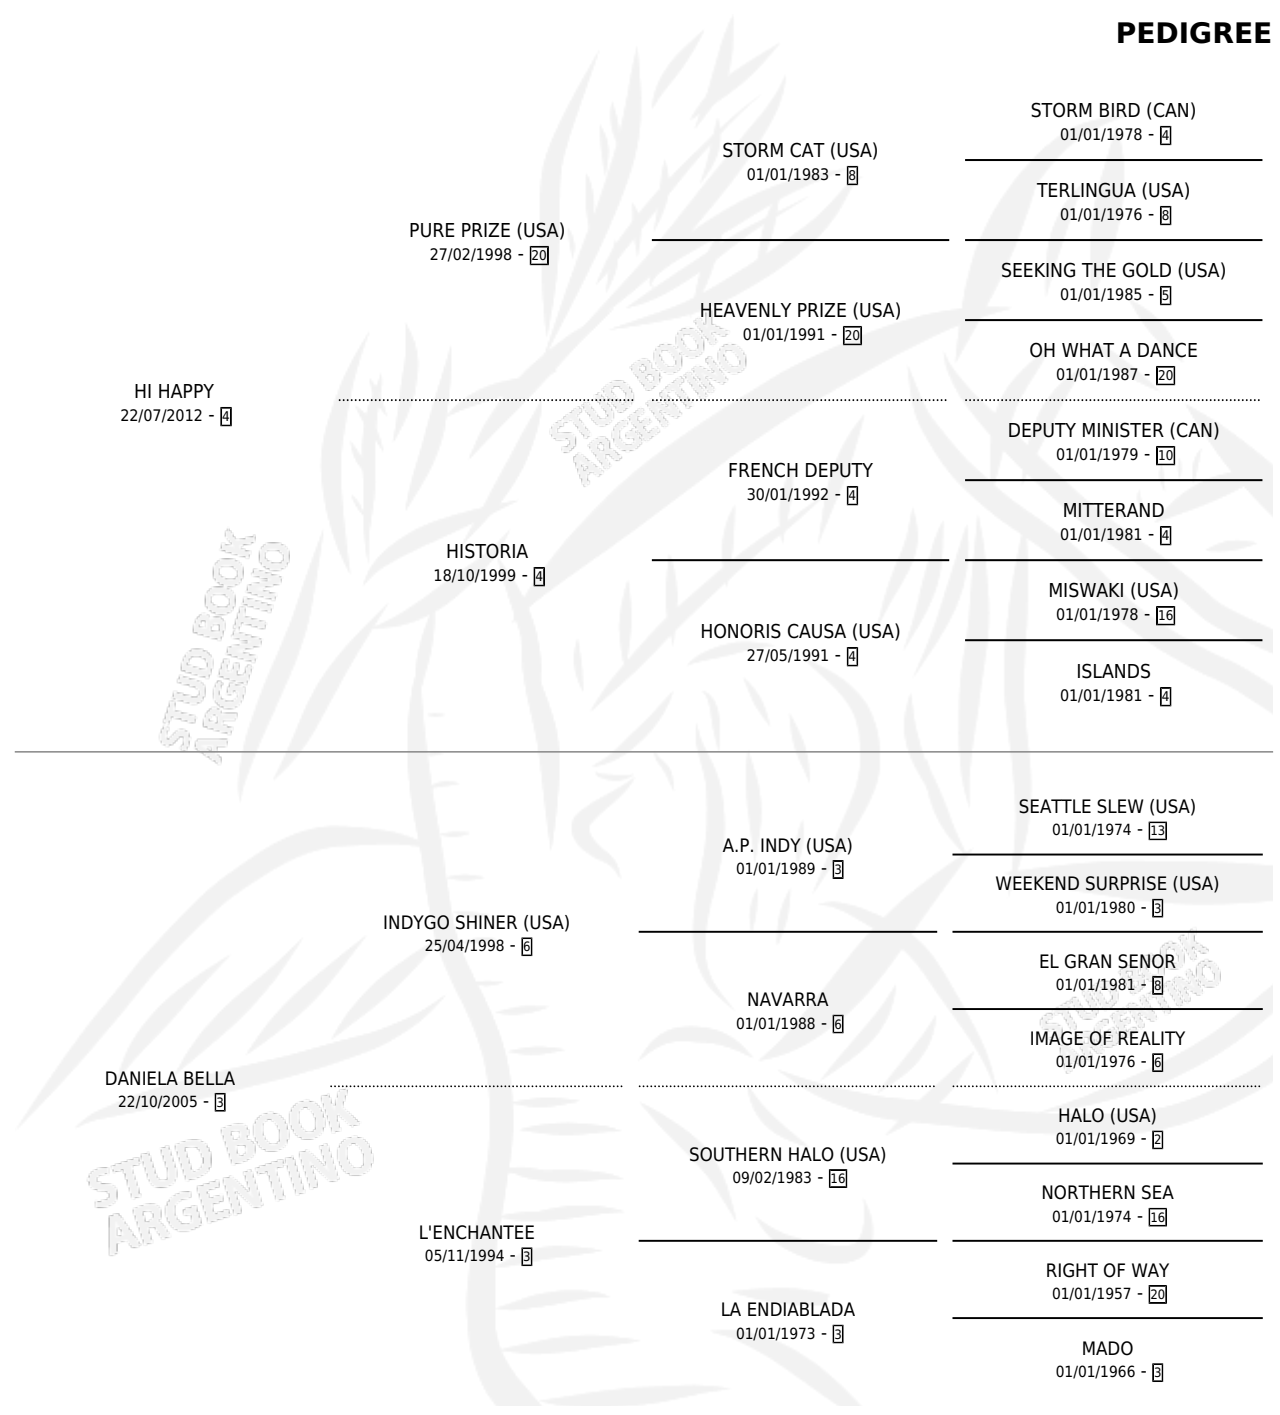 PEDIGREE
STORM BIRD (CAN)
01/01/1978 - 4
STORM CAT (USA)
01/01/1983 - 8
TERLINGUA (USA)
01/01/1976 - 8
PURE PRIZE (USA)
27/02/1998 - 20
SEEKING THE GOLD (USA)
01/01/1985 - 5
HEAVENLY PRIZE (USA)
01/01/1991 - 20
OH WHAT A DANCE
01/01/1987 - 20
HI HAPPY
22/07/2012 - 4
DEPUTY MINISTER (CAN)
01/01/1979 - 10
FRENCH DEPUTY
30/01/1992 - 4
MITTERAND
01/01/1981 - 4
HISTORIA
18/10/1999 - 4
MISWAKI (USA)
01/01/1978 - 16
HONORIS CAUSA (USA)
27/05/1991 - 4
ISLANDS
01/01/1981 - 4
STUD BOOK
ARGENTINO
STUD BOOK
ARGENTINO
SEATTLE SLEW (USA)
01/01/1974 - 13
A.P. INDY (USA)
01/01/1989 - 3
WEEKEND SURPRISE (USA)
01/01/1980 - 3
INDYGO SHINER (USA)
25/04/1998 - 6
EL GRAN SENOR
01/01/1981 - 8
NAVARRA
01/01/1988 - 6
IMAGE OF REALITY
01/01/1976 - 6
DANIELA BELLA
22/10/2005 - 3
HALO (USA)
01/01/1969 - 2
SOUTHERN HALO (USA)
09/02/1983 - 16
NORTHERN SEA
01/01/1974 - 16
L'ENCHANTEE
05/11/1994 - 3
RIGHT OF WAY
01/01/1957 - 20
LA ENDIABLADA
01/01/1973 - 3
MADO
01/01/1966 - 3
STUD BOOK
ARGENTINO
STUD BOOK
ARGENTINO